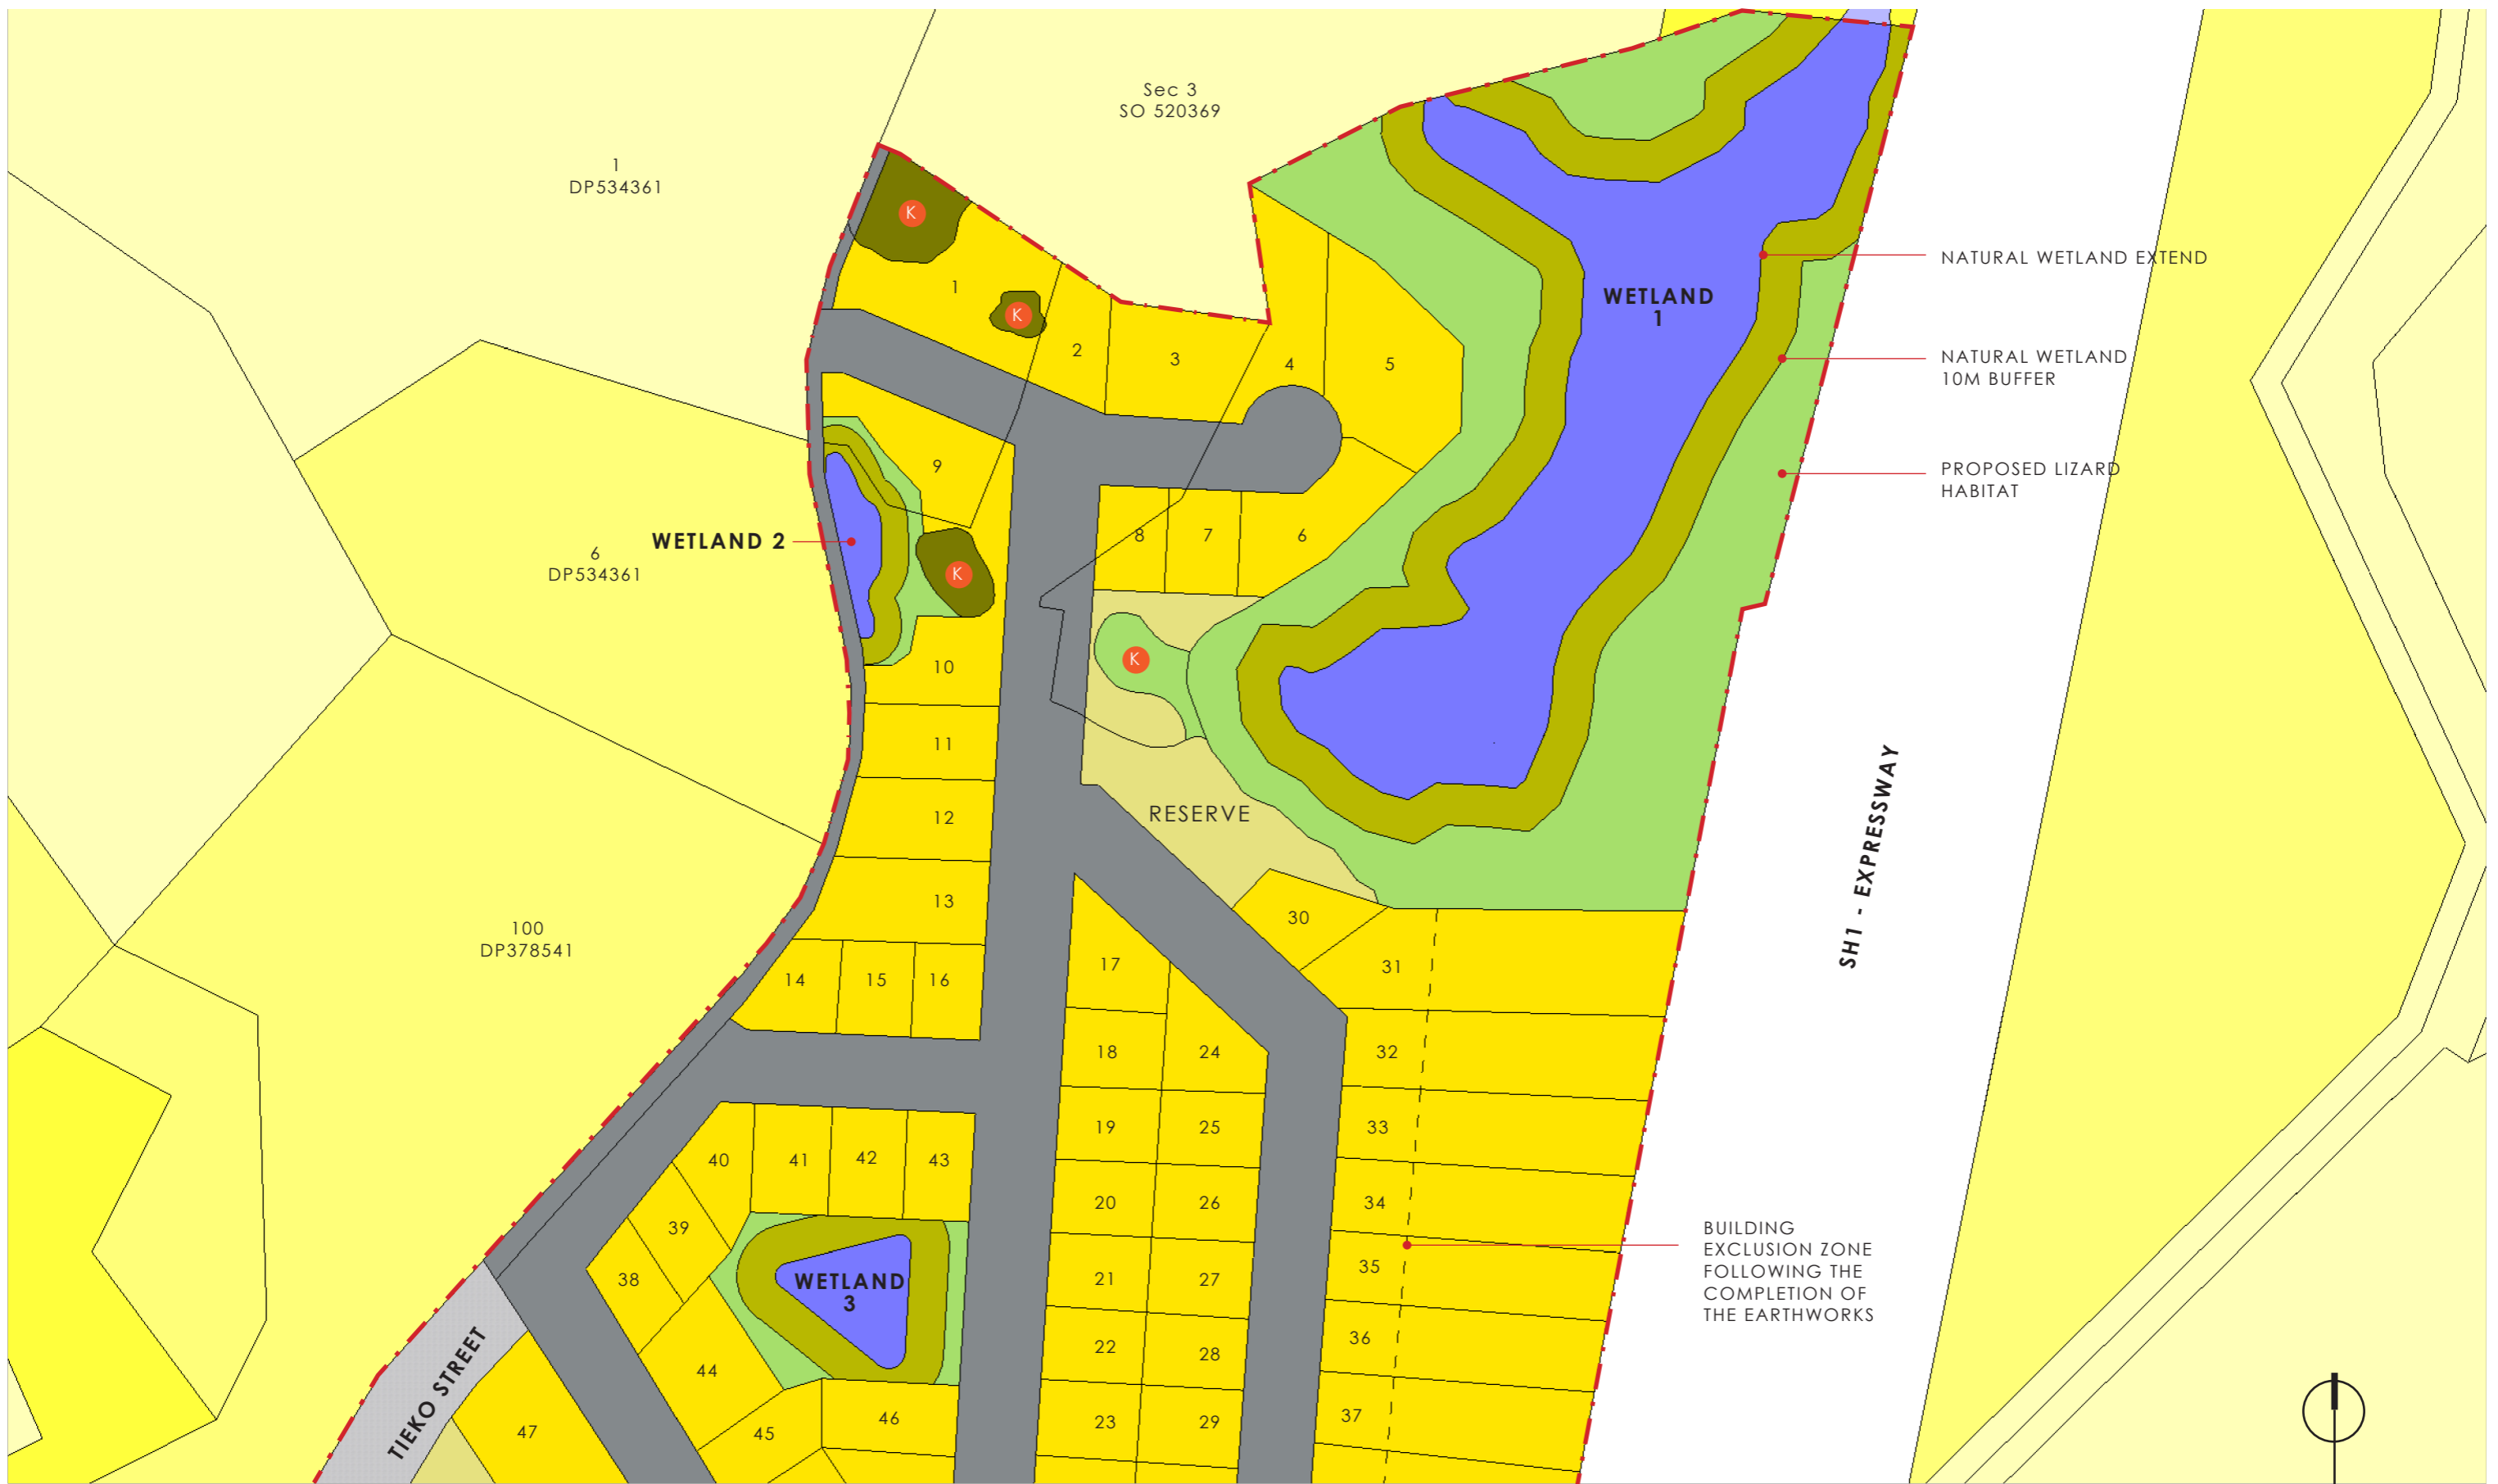 Sec 3
SO 520369
1
DP534361
K
1
K
2
3
4
5
WETLAND
1
NATURAL WETLAND EXTEND
NATURAL WETLAND
10M BUFFER
PROPOSED LIZARD
HABITAT
9
WETLAND 2
6
DP534361
K
8
7
6
K
10
11
12
13
RESERVE
SH1 - EXPRESSWAY
100
DP378541
14
15
16
17
30
31
18
24
32
19
25
33
20
26
34
21
27
35
22
28
36
23
29
37
40
41
42
43
39
38
WETLAND
3
44
45
46
47
TIEKO STREET
BUILDING
EXCLUSION ZONE
FOLLOWING THE
COMPLETION OF
THE EARTHWORKS